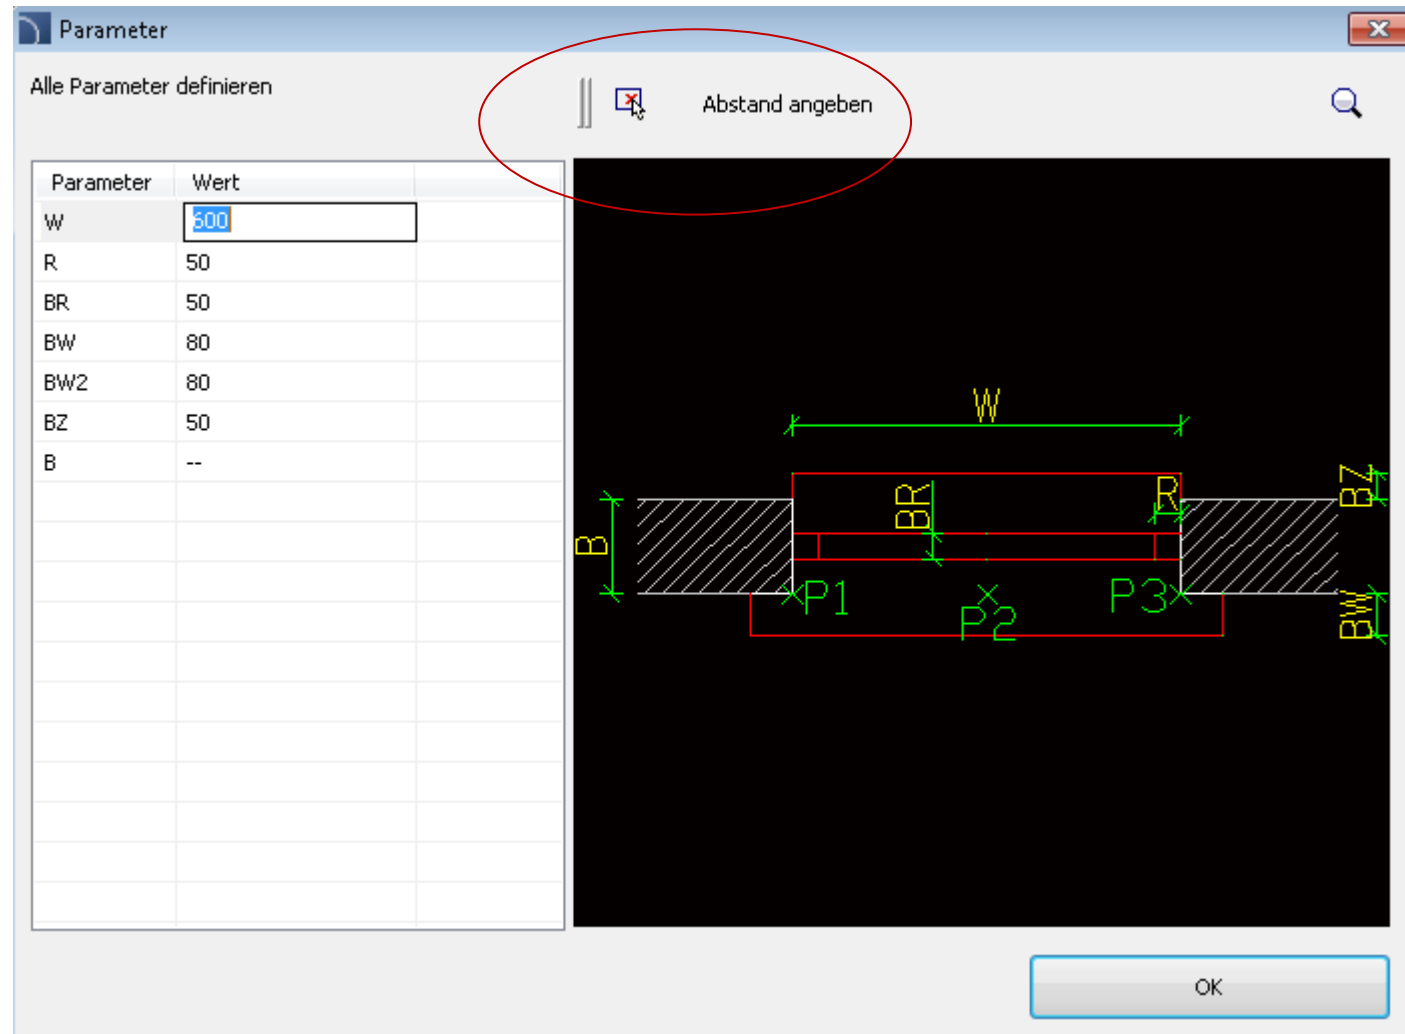 Parameter
Alle Parameter definieren
Abstand angeben
Parameter Wert
W 600
R 50
BR 50
BW 80
BW2 80
BZ 50
B --
W
BZ
BR
R
B
P1
P2
P3
BW
OK